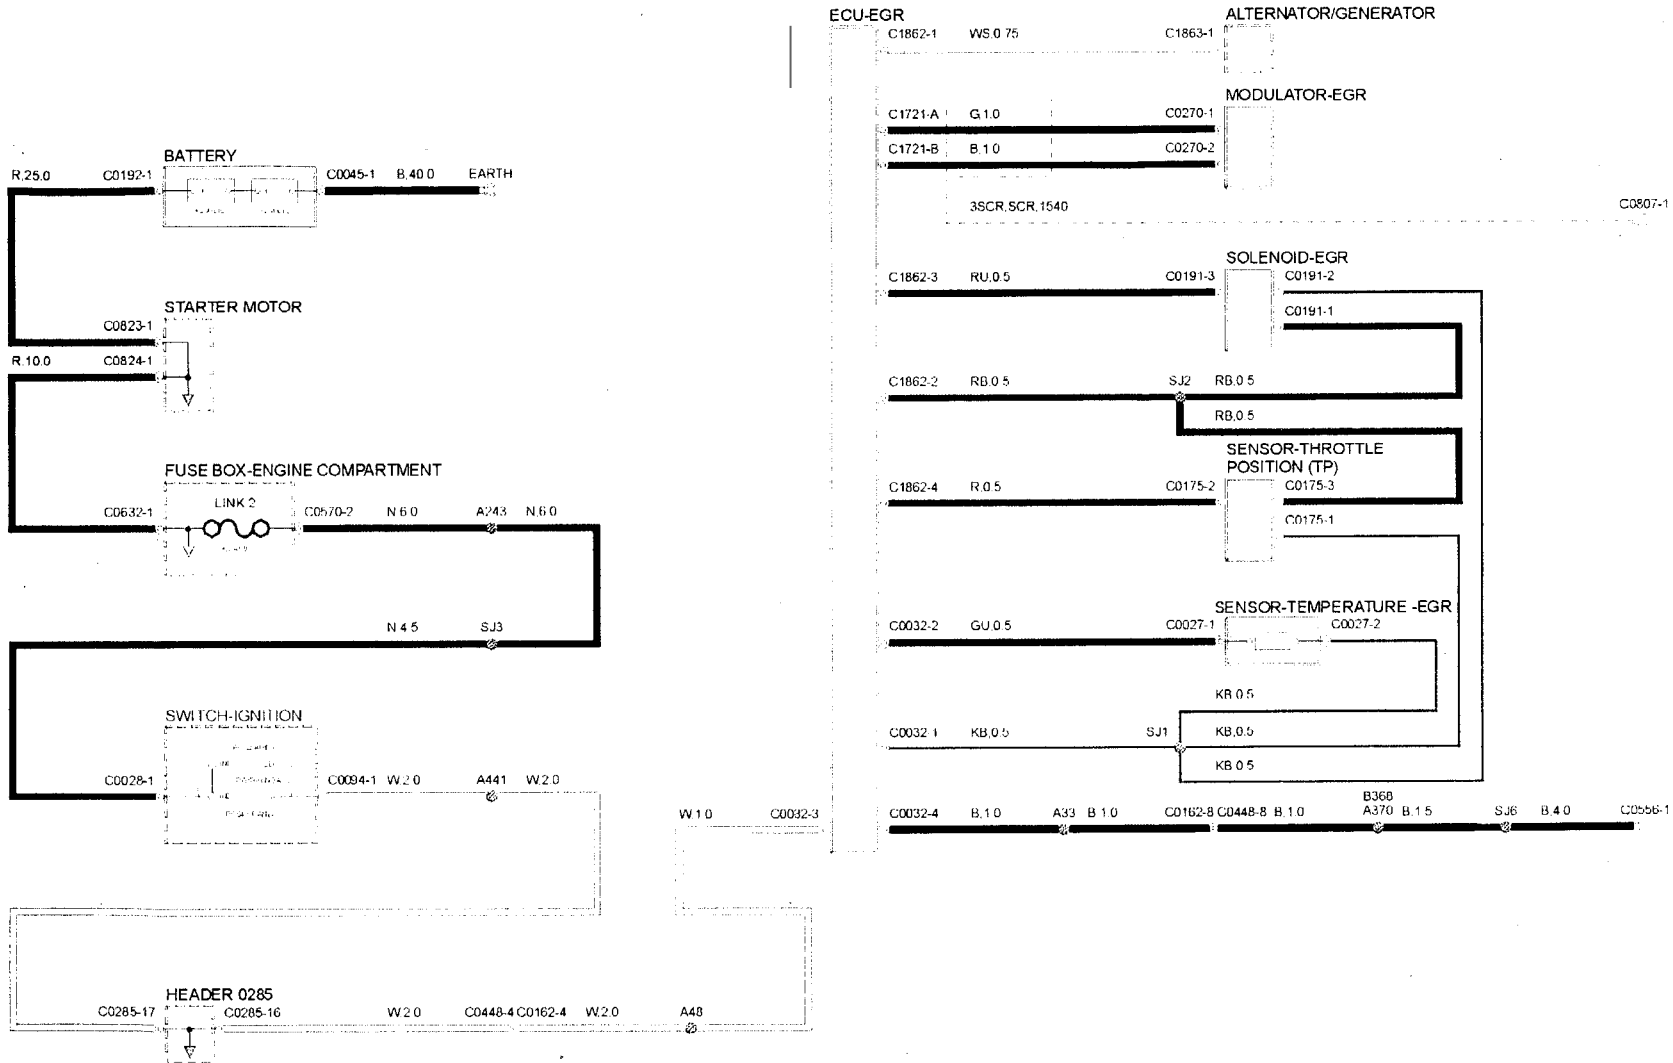 ECU-EGR
C1862-1 WS,0.75 C1863-1
ALTERNATOR/GENERATOR
MODULATOR-EGR
C1721-A G,1.0 C0270-1
C1721-B B,1.0 C0270-2
3SCR,SCR,1540 C0807-1
BATTERY
R,25.0 C0192-1 C0045-1 B,40.0 EARTH
SOLENOID-EGR
C1862-3 RU,0.5 C0191-3 C0191-2
C0191-1
STARTER MOTOR
C0823-1
R,10.0 C0824-1
C1862-2 RB,0.5 SJ2 RB,0.5
RB,0.5
SENSOR-THROTTLE
POSITION (TP)
C1862-4 R,0.5 C0175-2 C0175-3
C0175-1
FUSE BOX-ENGINE COMPARTMENT
LINK 2
C0632-1 C0570-2 N,6.0 A243 N,6.0
N,4.5 SJ3
SENSOR-TEMPERATURE -EGR
C0032-2 GU,0.5 C0027-1 C0027-2
KB,0.5
C0032-1 KB,0.5 SJ1 KB,0.5
KB,0.5
SWITCH-IGNITION
C0028-1 C0094-1 W,2.0 A441 W,2.0
B368
W,1.0 C0032-3 C0032-4 B,1.0 A33 B,1.0 C0162-8 C0448-8 B,1.0 A370 B,1.5 SJ6 B,4.0 C0556-1
HEADER 0285
C0285-17 C0285-16 W,2.0 C0448-4 C0162-4 W,2.0 A48